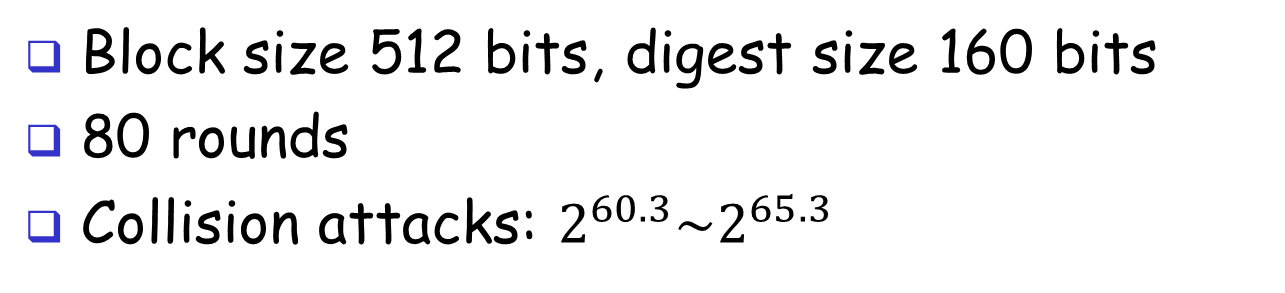 Block size 512 bits, digest size 160 bits
80 rounds
Collision attacks: 2^60.3~2^65.3